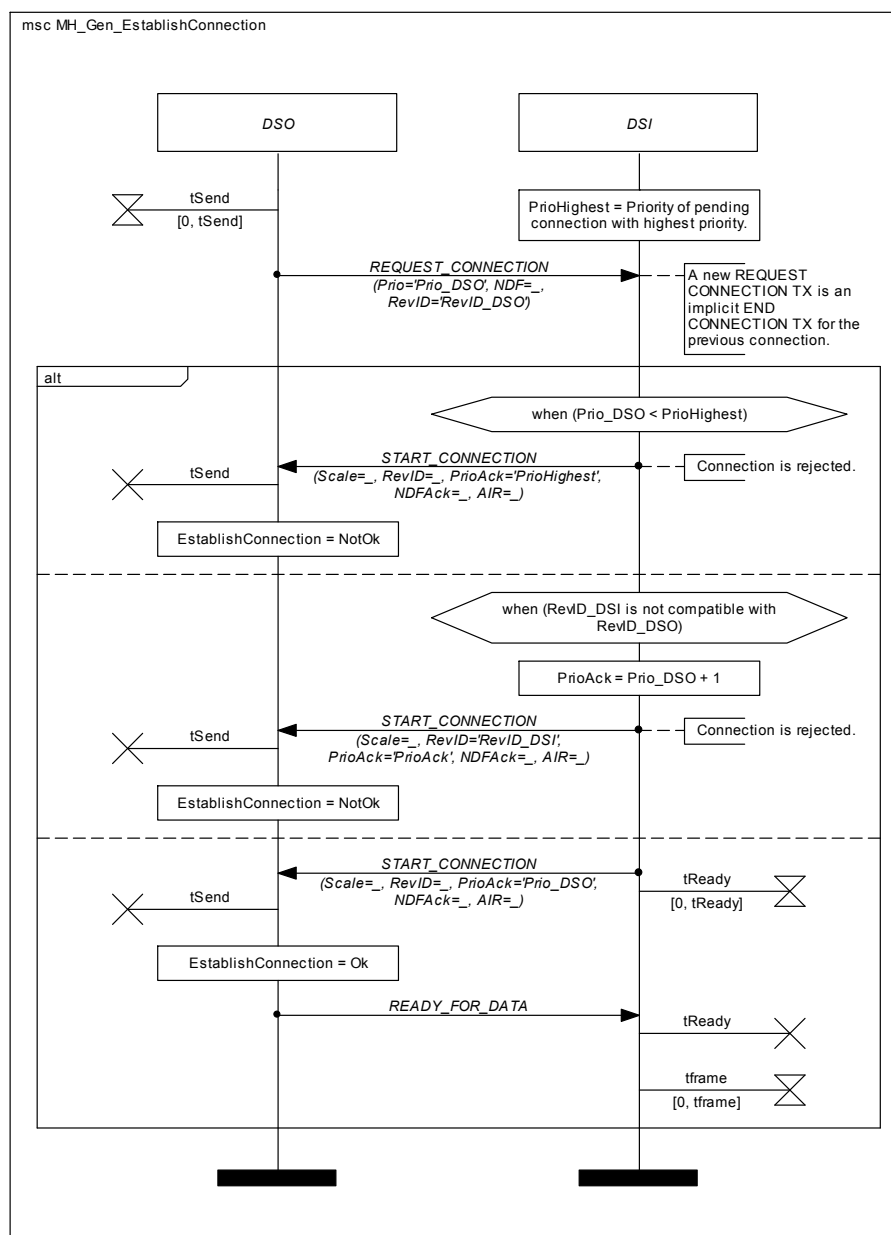 msc MH_Gen_EstablishConnection
DSO
DSI
tSend
[0, tSend]
PrioHighest = Priority of pending
connection with highest priority.
REQUEST_CONNECTION
(Prio='Prio_DSO', NDF=_,
RevID='RevID_DSO')
A new REQUEST
CONNECTION TX is an
implicit END
CONNECTION TX for the
previous connection.
alt
when (Prio_DSO < PrioHighest)
START_CONNECTION
(Scale=_, RevID=_, PrioAck='PrioHighest',
NDFAck=_, AIR=_)
Connection is rejected.
tSend
EstablishConnection = NotOk
when (RevID_DSI is not compatible with
RevID_DSO)
PrioAck = Prio_DSO + 1
START_CONNECTION
(Scale=_, RevID='RevID_DSI',
PrioAck='PrioAck', NDFAck=_, AIR=_)
Connection is rejected.
tSend
EstablishConnection = NotOk
START_CONNECTION
(Scale=_, RevID=_, PrioAck='Prio_DSO',
NDFAck=_, AIR=_)
tSend
tReady
[0, tReady]
EstablishConnection = Ok
READY_FOR_DATA
tReady
tframe
[0, tframe]